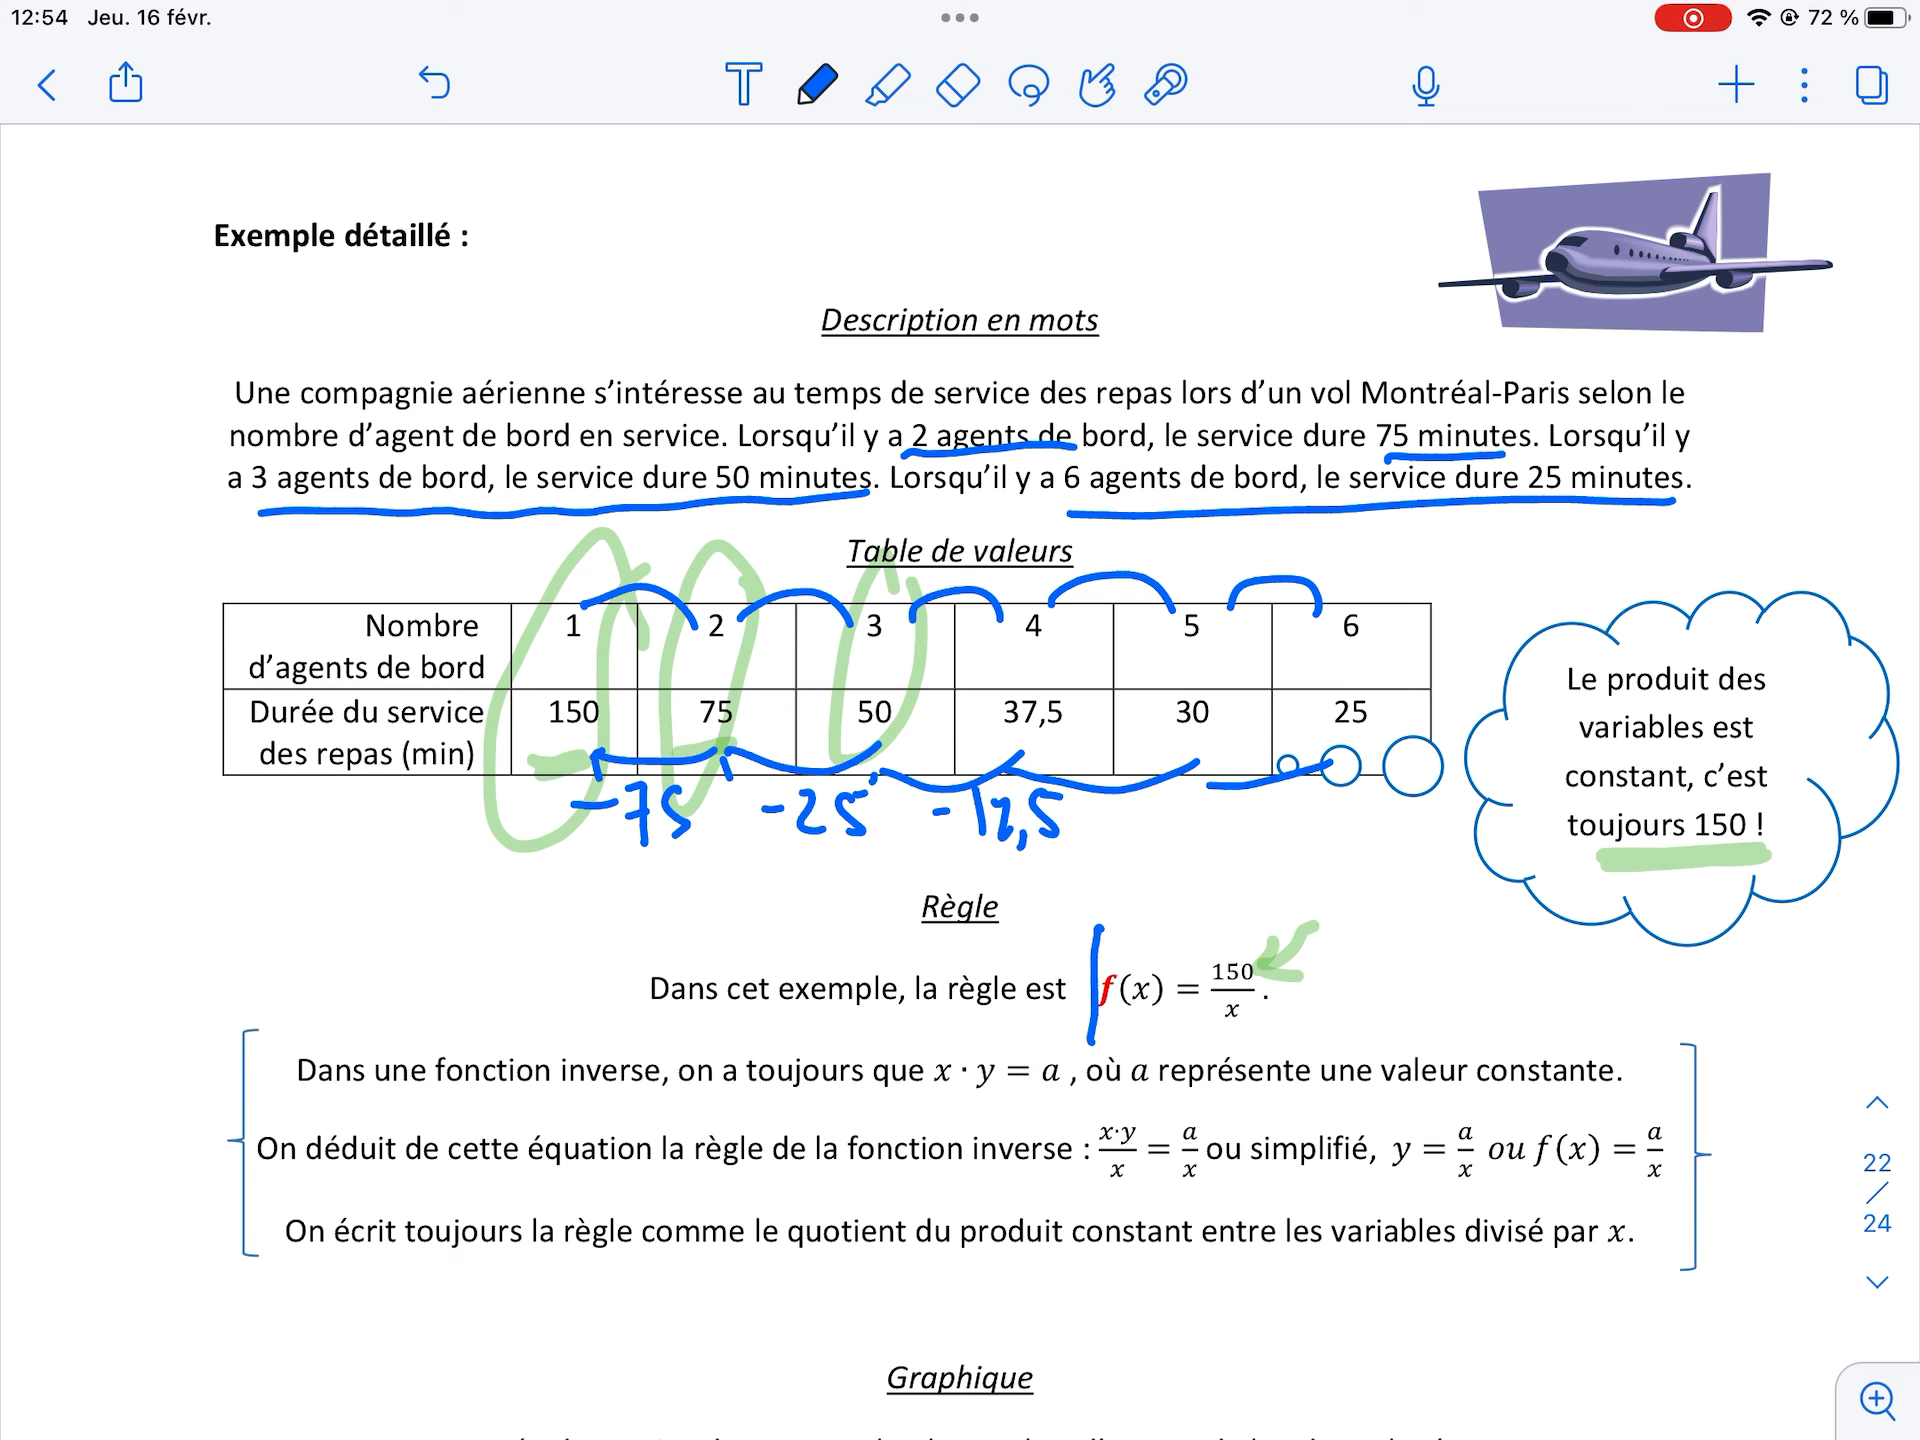 12:54 Jeu. 16 févr.
72 %
Exemple détaillé :
Description en mots
Une compagnie aérienne s’intéresse au temps de service des repas lors d’un vol Montréal-Paris selon le
nombre d’agent de bord en service. Lorsqu’il y a 2 agents de bord, le service dure 75 minutes. Lorsqu’il y
a 3 agents de bord, le service dure 50 minutes. Lorsqu’il y a 6 agents de bord, le service dure 25 minutes.
Table de valeurs
Nombre d’agents de bord 1 2 3 4 5 6
Durée du service des repas (min) 150 75 50 37,5 30 25
-75 -25 -12,5
Le produit des
variables est
constant, c’est
toujours 150 !
Règle
Dans cet exemple, la règle est f(x) = 150/x .
Dans une fonction inverse, on a toujours que x · y = a , où a représente une valeur constante.
On déduit de cette équation la règle de la fonction inverse : x·y/x = a/x ou simplifié, y = a/x ou f(x) = a/x
On écrit toujours la règle comme le quotient du produit constant entre les variables divisé par x.
22
/
24
Graphique